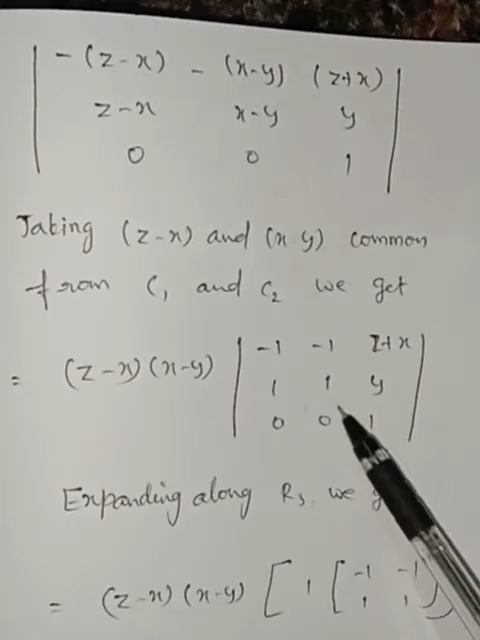 | -(z-x) - (x-y) (z+x) |
| z-x x-y y |
| 0 0 1 |
Taking (z-x) and (x y) common
from C₁ and C₂ we get
= (z-x) (x-y) | -1 -1 z+x |
| 1 1 y |
| 0 0 1 |
Expanding along R₃, we
= (z-x) (x-y) [ 1 [ -1 -1
1 1 )